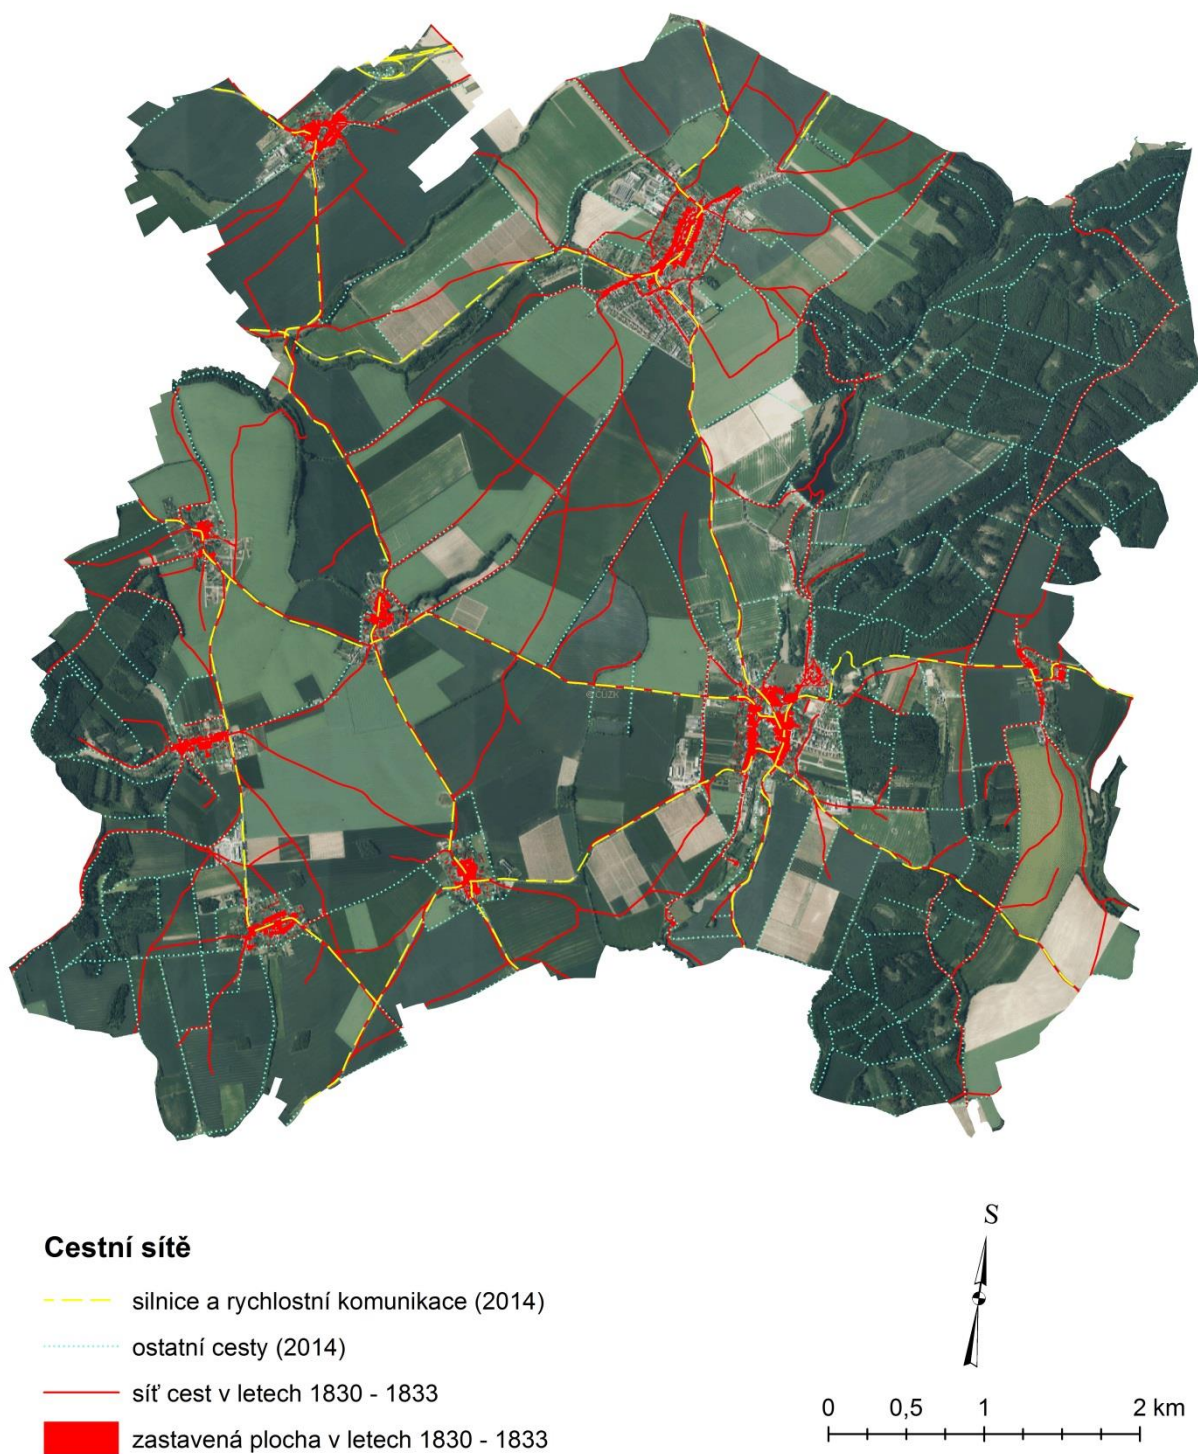 © ČÚZK
Cestní sítě
silnice a rychlostní komunikace (2014)
ostatní cesty (2014)
síť cest v letech 1830 - 1833
zastavená plocha v letech 1830 - 1833
S
0 0,5 1 2 km